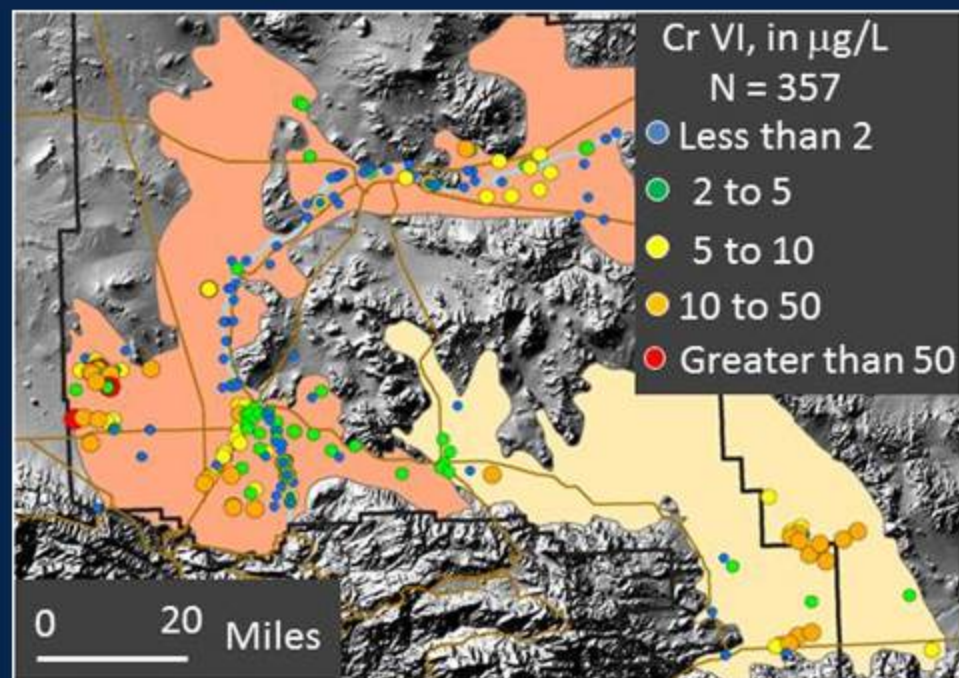 Cr VI, in µg/L
N = 357
Less than 2
2 to 5
5 to 10
10 to 50
Greater than 50
0 20 Miles